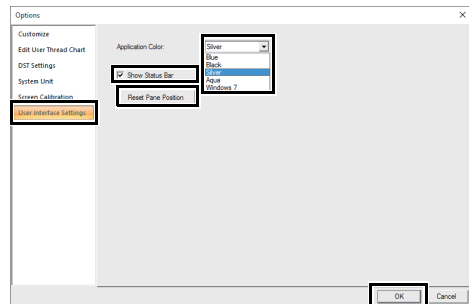 Options
Customize
Edit User Thread Chart
DST Settings
System Unit
Screen Calibration
User Interface Settings
Application Color:
Silver
Blue
Black
Silver
Aqua
Windows 7
Show Status Bar
Reset Pane Position
OK
Cancel